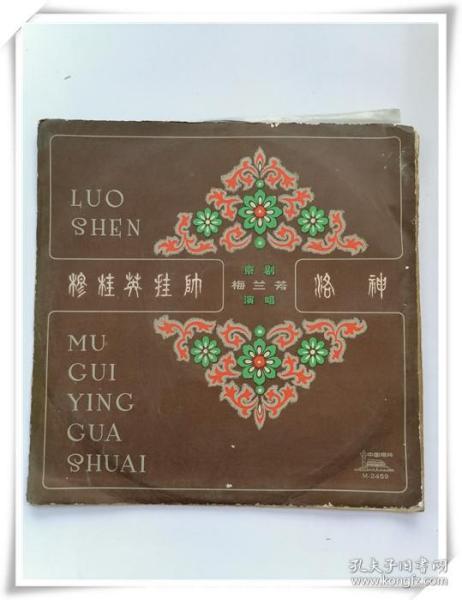 LUO
SHEN
穆桂英挂帅
京剧
梅兰芳
演唱
洛神
MU
GUI
YING
GUA
SHUAI
中国唱片
M-2459
孔夫子旧书网
www.kongfz.com